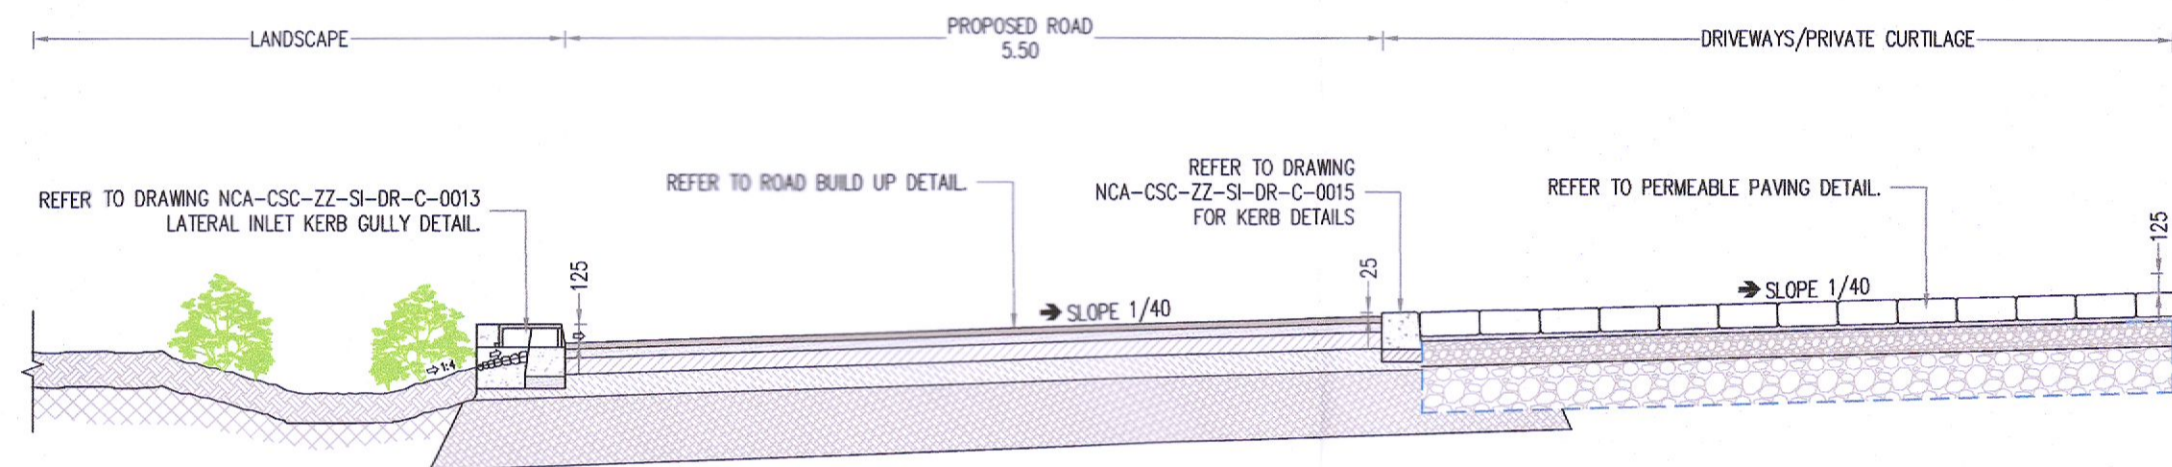 LANDSCAPE
PROPOSED ROAD
5.50
DRIVEWAYS/PRIVATE CURTILAGE
REFER TO DRAWING NCA-CSC-ZZ-SI-DR-C-0013
LATERAL INLET KERB GULLY DETAIL.
REFER TO ROAD BUILD UP DETAIL.
REFER TO DRAWING
NCA-CSC-ZZ-SI-DR-C-0015
FOR KERB DETAILS
REFER TO PERMEABLE PAVING DETAIL.
125
25
125
SLOPE 1/40
SLOPE 1/40
1:4